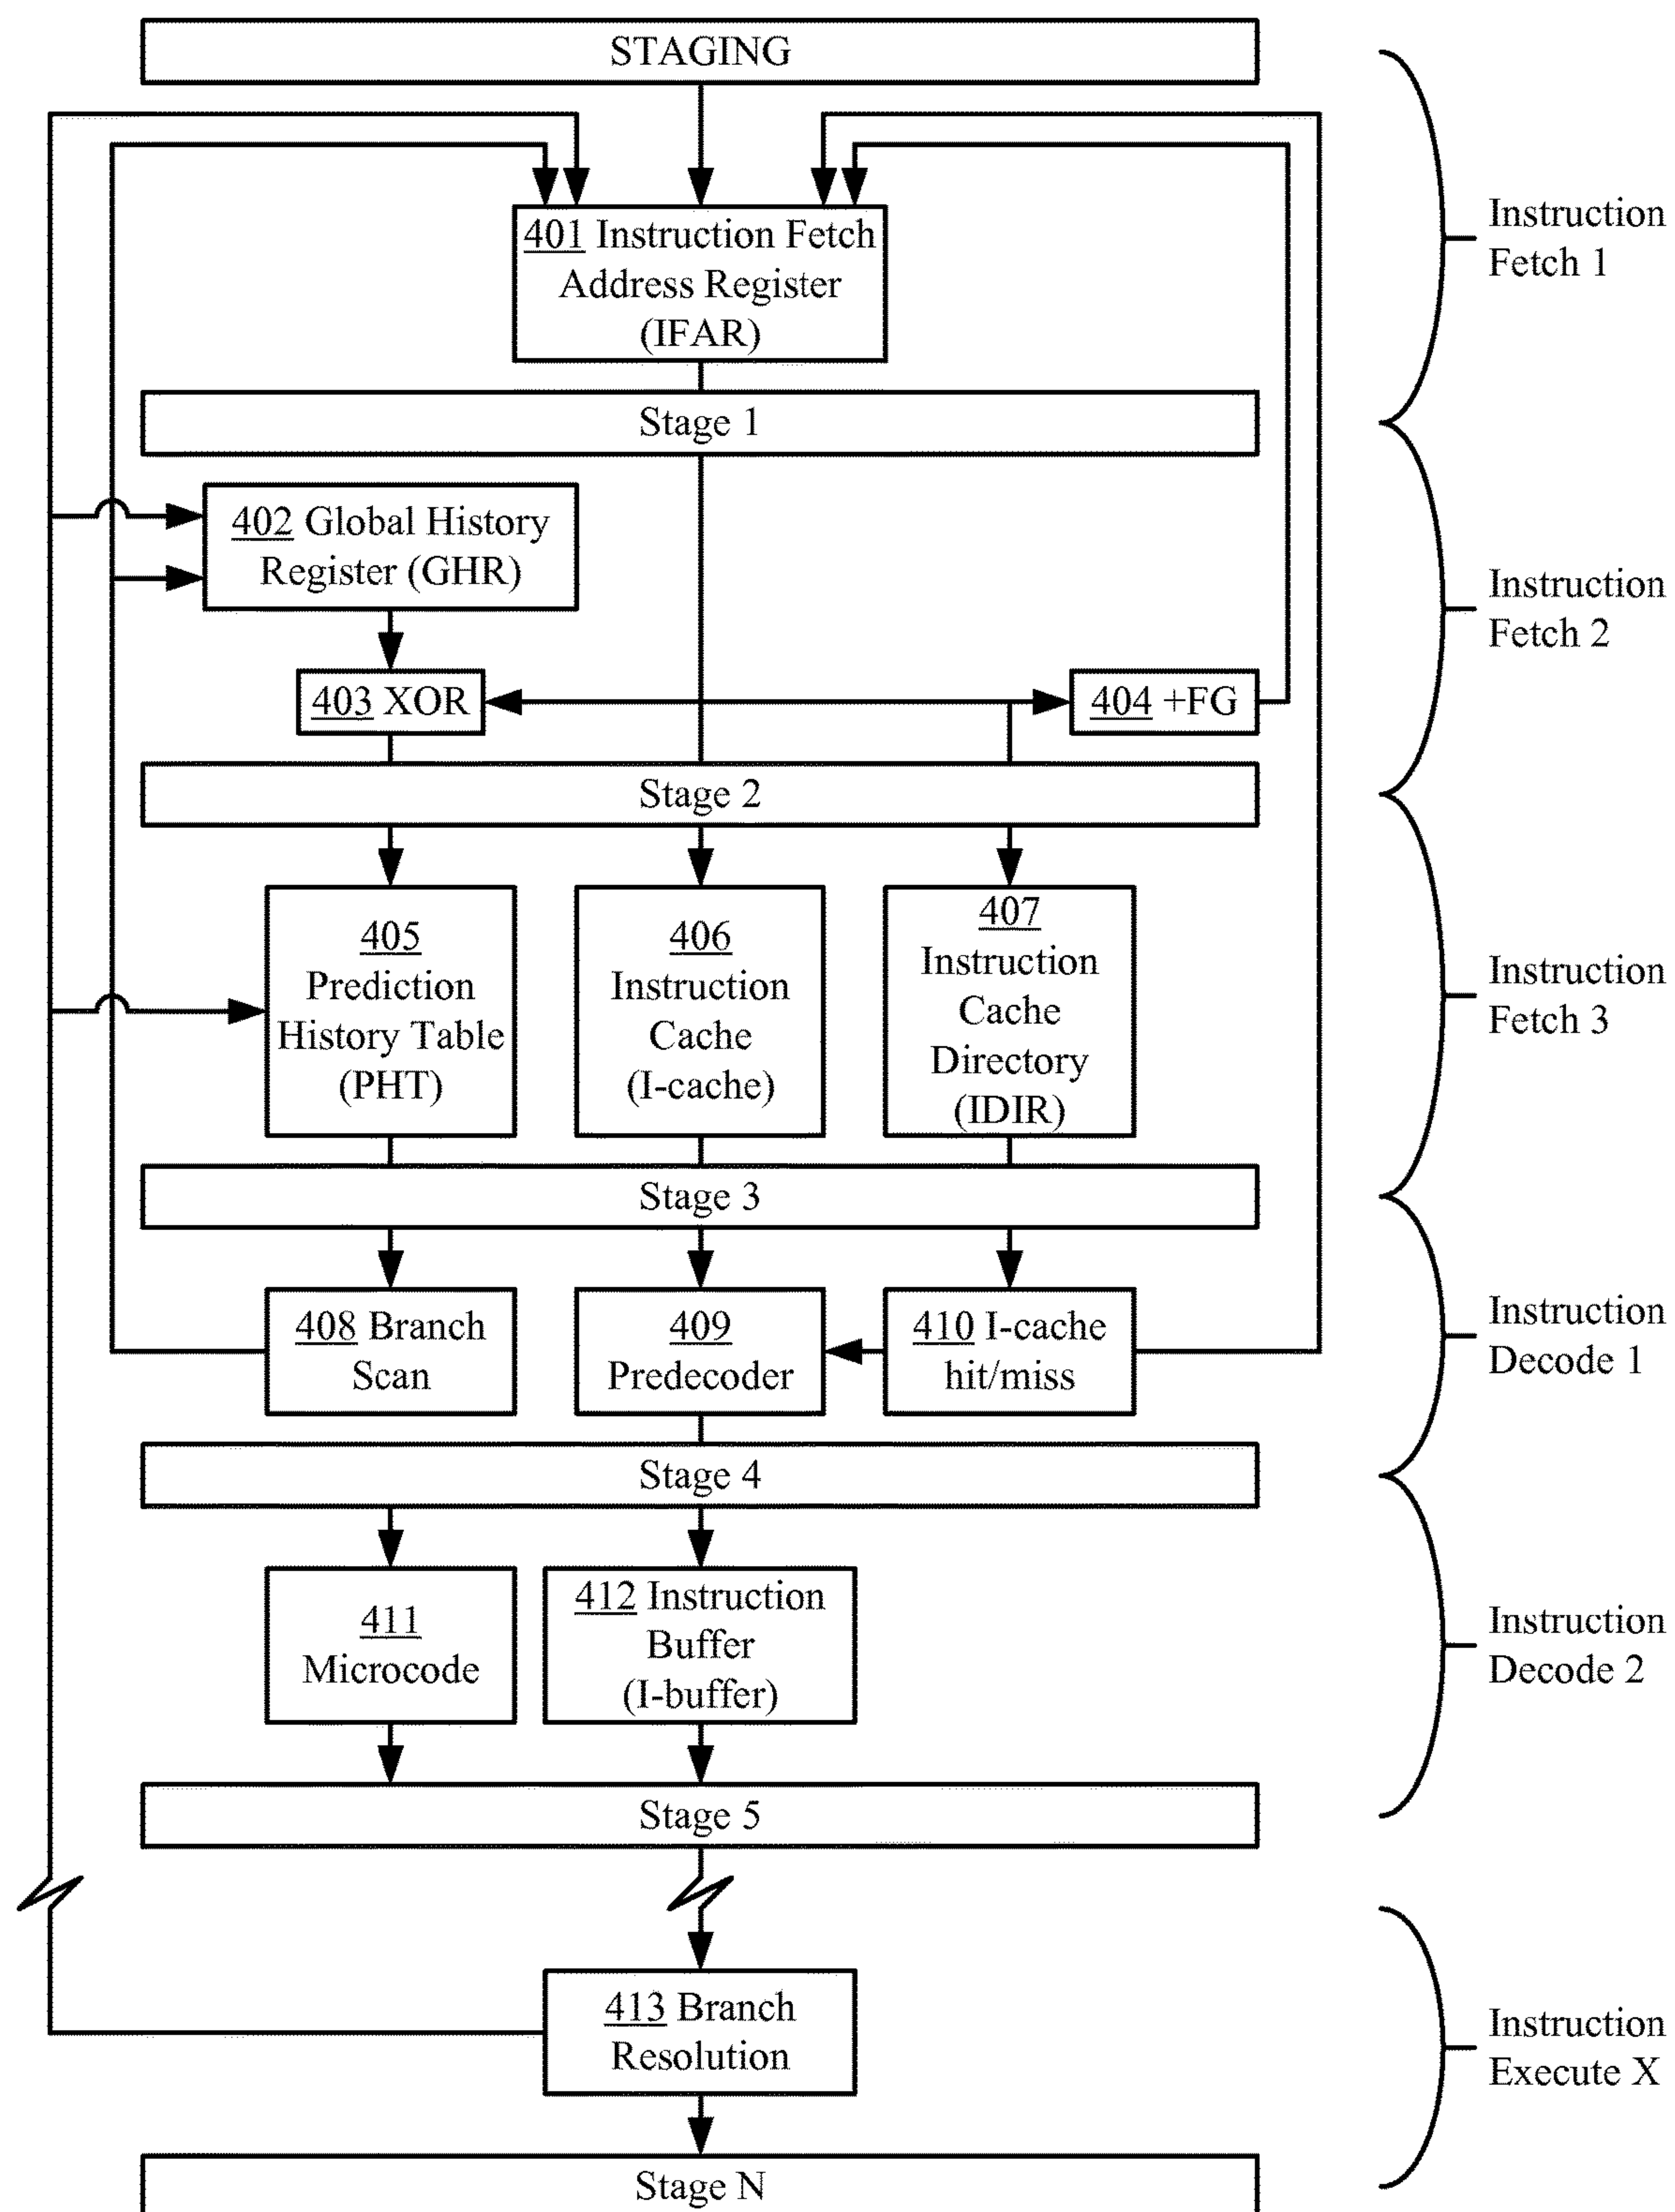 STAGING
401 Instruction Fetch
Address Register
(IFAR)
Instruction
Fetch 1
Stage 1
402 Global History
Register (GHR)
Instruction
Fetch 2
403 XOR
404 +FG
Stage 2
405
Prediction
History Table
(PHT)
406
Instruction
Cache
(I-cache)
407
Instruction
Cache
Directory
(IDIR)
Instruction
Fetch 3
Stage 3
408 Branch
Scan
409
Predecoder
410 I-cache
hit/miss
Instruction
Decode 1
Stage 4
411
Microcode
412 Instruction
Buffer
(I-buffer)
Instruction
Decode 2
Stage 5
413 Branch
Resolution
Instruction
Execute X
Stage N